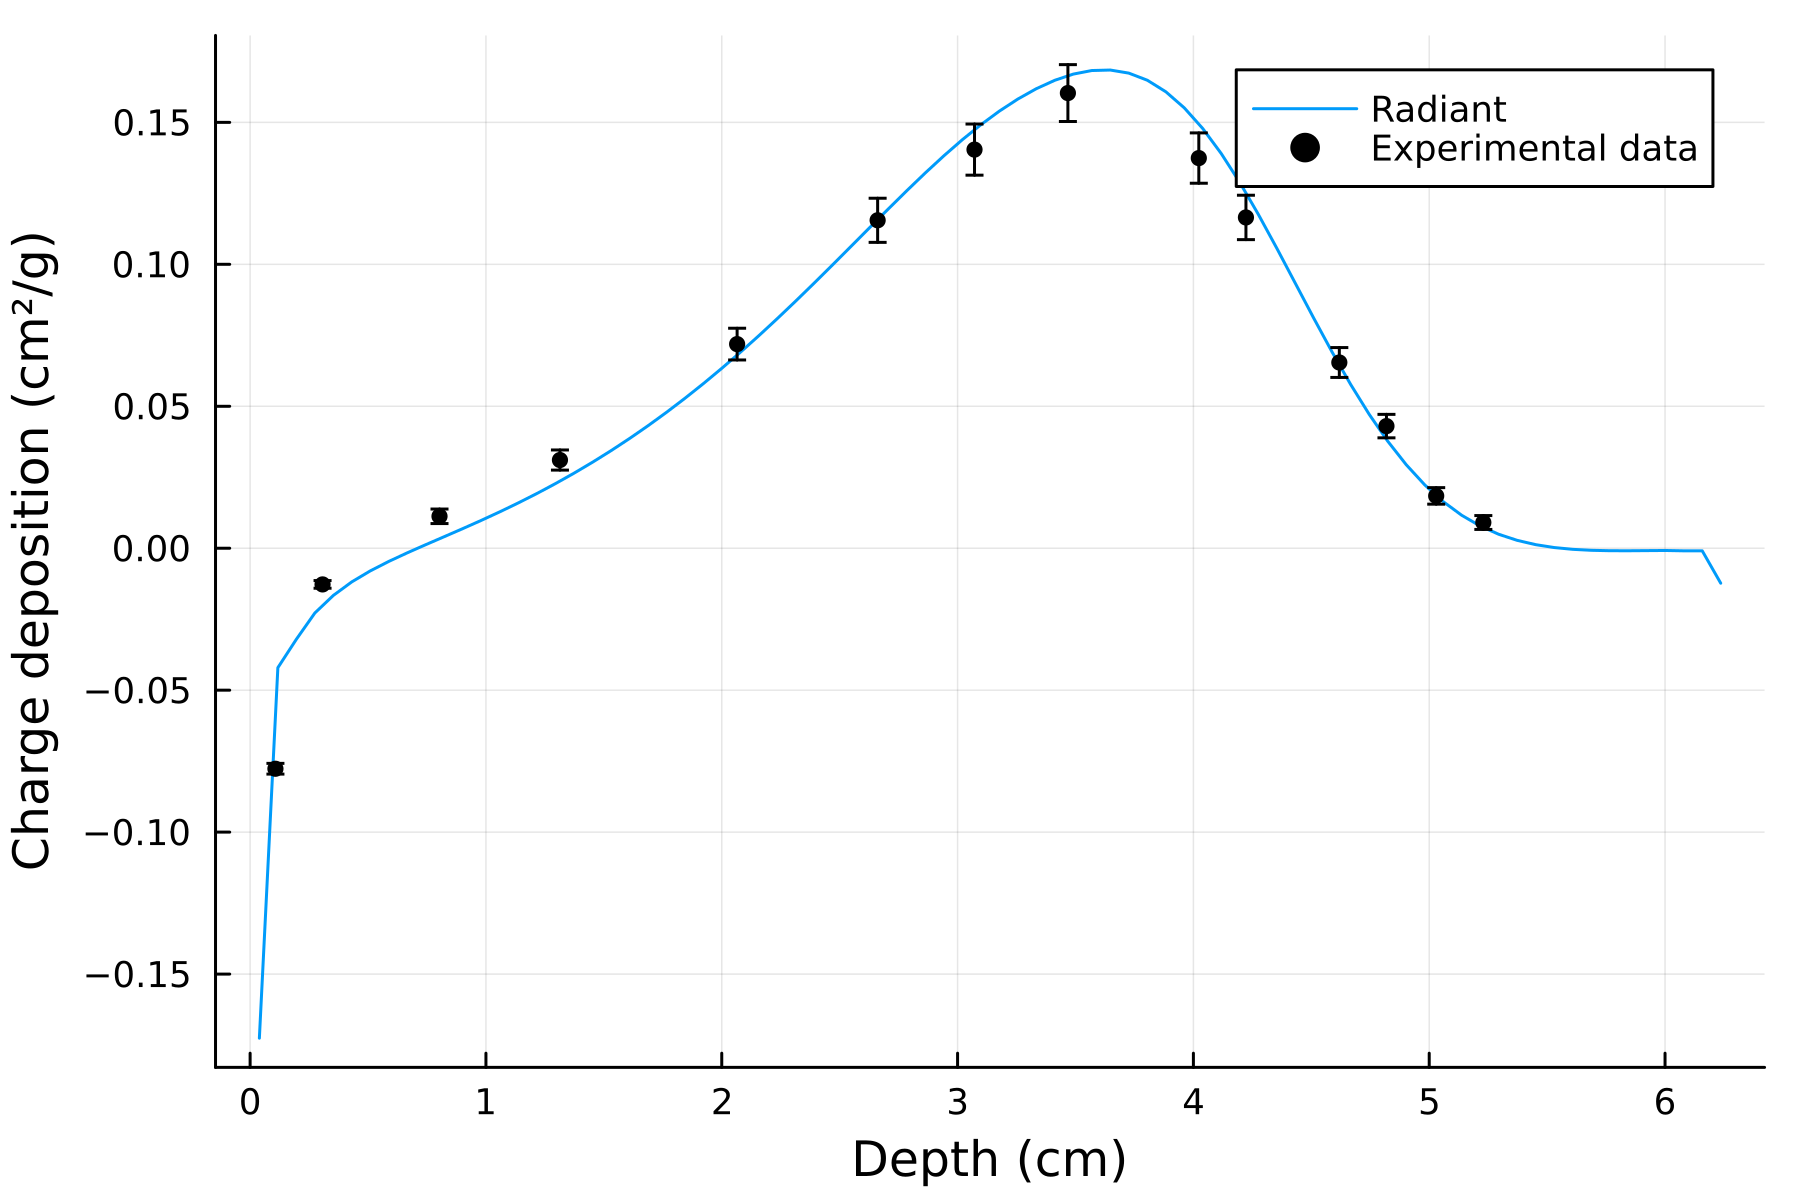 Charge deposition (cm²/g)
0.15
0.10
0.05
0.00
−0.05
−0.10
−0.15
Radiant
Experimental data
0 1 2 3 4 5 6
Depth (cm)